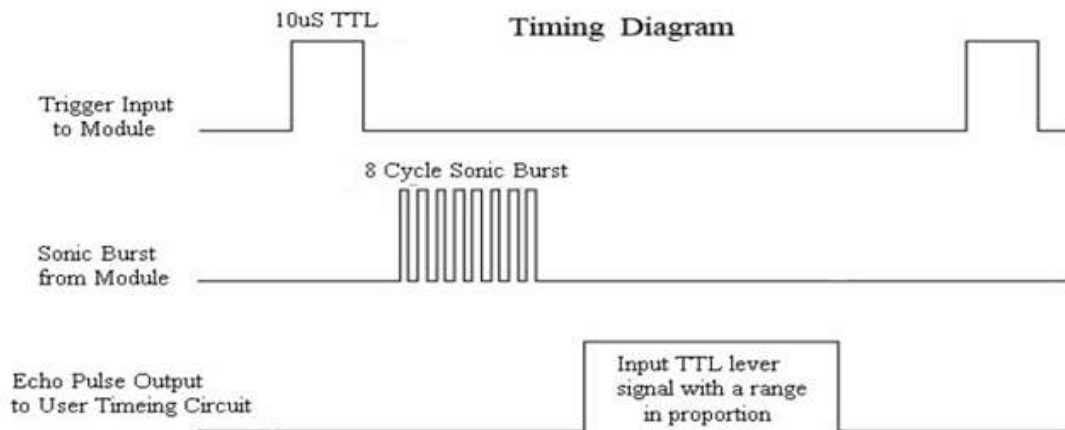 10uS TTL
Timing Diagram
Trigger Input
to Module
8 Cycle Sonic Burst
Sonic Burst
from Module
Echo Pulse Output
to User Timeing Circuit
Input TTL lever
signal with a range
in proportion